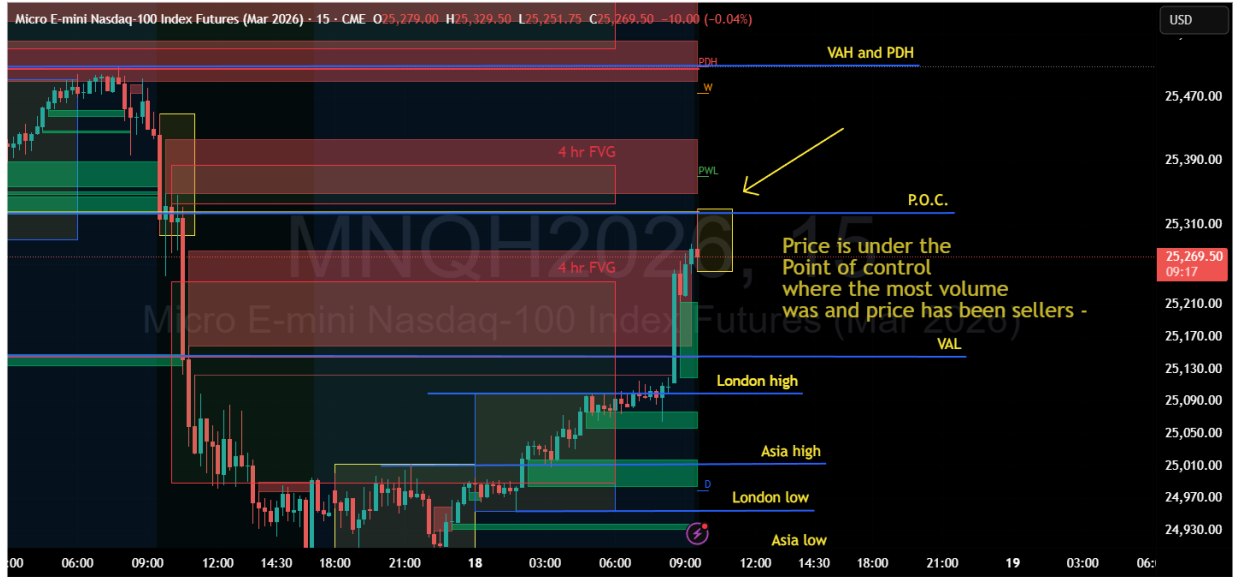 Micro E-mini Nasdaq-100 Index Futures (Mar 2026) · 15 · CME O25,279.00 H25,329.50 L25,251.75 C25,269.50 −10.00 (−0.04%)
USD
PDH
VAH and PDH
W
25,470.00
4 hr FVG
25,390.00
PWL
P.O.C.
25,310.00
MNQH2026, 15
Price is under the
Point of control
where the most volume
was and price has been sellers -
4 hr FVG
25,269.50
09:17
25,210.00
Micro E-mini Nasdaq-100 Index Futures (Mar 2026)
25,170.00
VAL
25,130.00
London high
25,090.00
25,050.00
Asia high
25,010.00
D
London low
24,970.00
24,930.00
Asia low
06:00 09:00 12:00 14:30 18:00 21:00 18 03:00 06:00 09:00 12:00 14:30 18:00 21:00 19 03:00